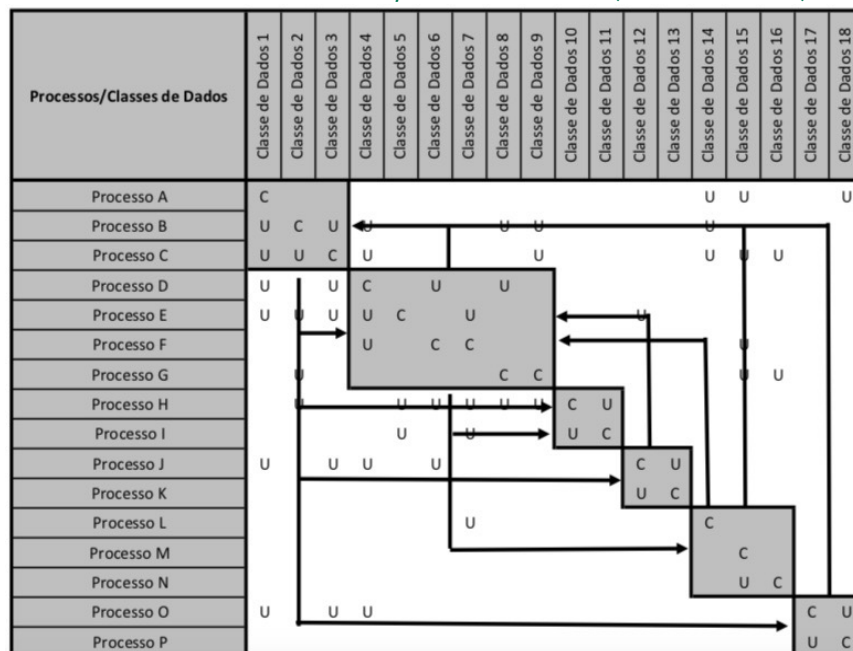 Processos/Classes de Dados
Classe de Dados 1
Classe de Dados 2
Classe de Dados 3
Classe de Dados 4
Classe de Dados 5
Classe de Dados 6
Classe de Dados 7
Classe de Dados 8
Classe de Dados 9
Classe de Dados 10
Classe de Dados 11
Classe de Dados 12
Classe de Dados 13
Classe de Dados 14
Classe de Dados 15
Classe de Dados 16
Classe de Dados 17
Classe de Dados 18
Processo A C U U U
Processo B U C U U U U U
Processo C U U C U U U U U
Processo D U U C U U
Processo E U U U U C U U
Processo F U C C U
Processo G U C C U U
Processo H U U U U U U C U
Processo I U U U C
Processo J U U U U C U
Processo K U C
Processo L U C
Processo M C
Processo N U C
Processo O U U U C U
Processo P U C